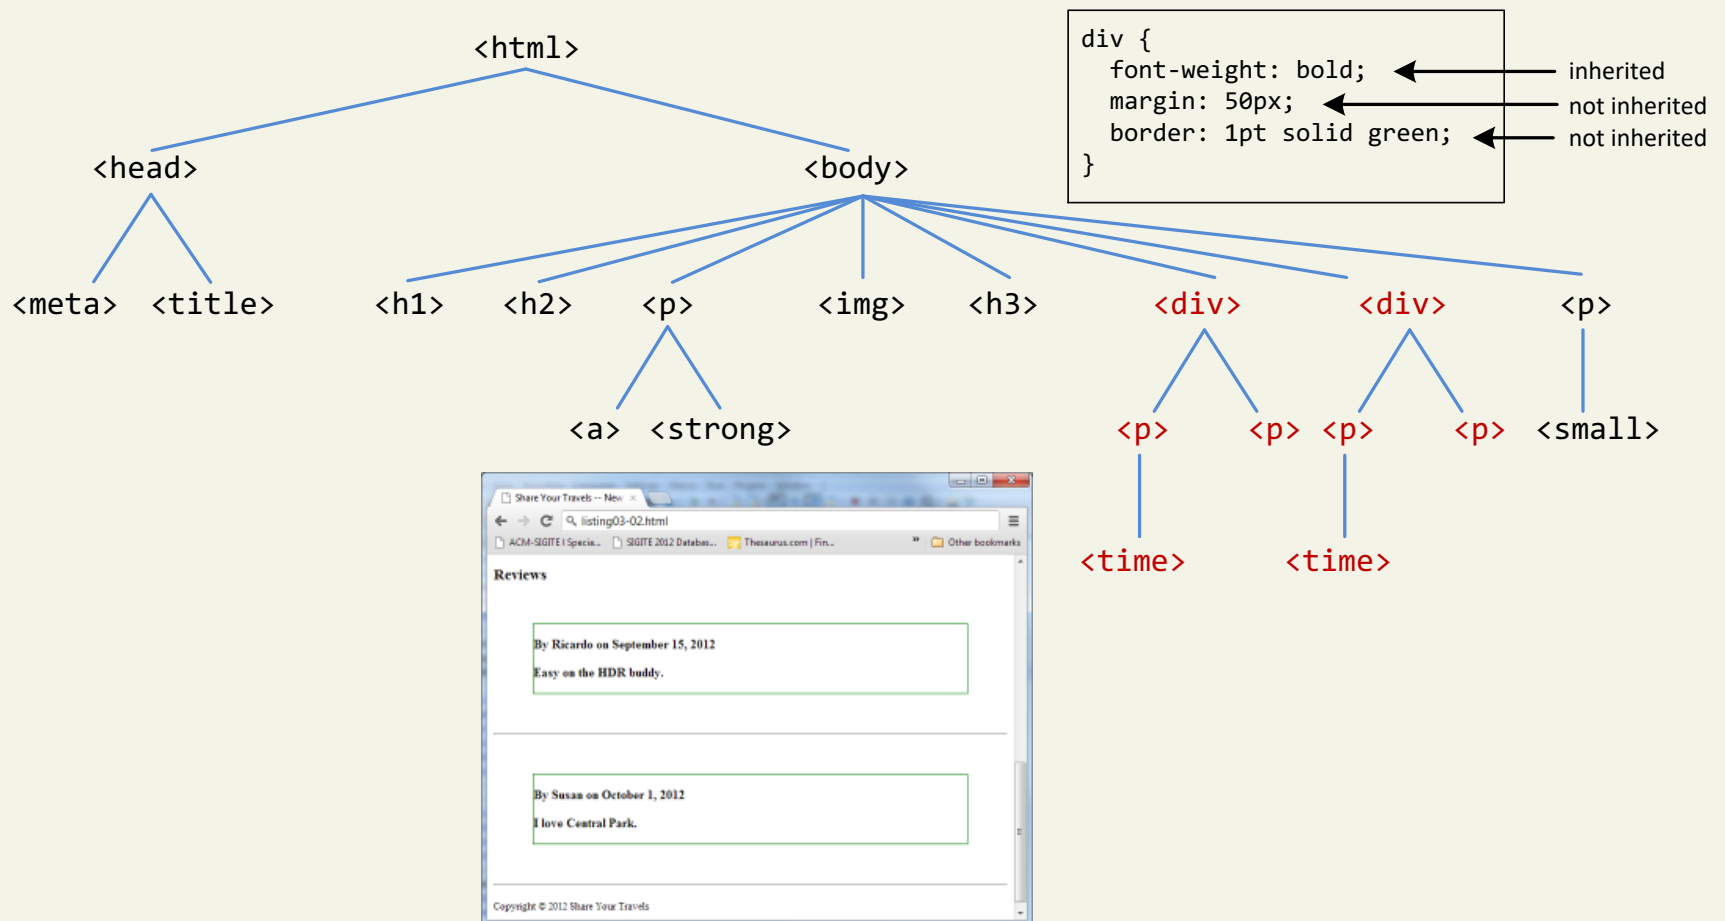 <html>
div {
font-weight: bold;
inherited
margin: 50px;
not inherited
border: 1pt solid green;
not inherited
}
<head>
<body>
<meta> <title> <h1> <h2> <p> <img> <h3> <div> <div> <p>
<a> <strong> <p> <p> <p> <p> <small>
<time> <time>
Share Your Travels -- New
listing03-02.html
ACM-SIGITE | Specia... SIGITE 2012 Databas... Thesaurus.com | Fin... » Other bookmarks
Reviews
By Ricardo on September 15, 2012
Easy on the HDR buddy.
By Susan on October 1, 2012
I love Central Park.
Copyright © 2012 Share Your Travels